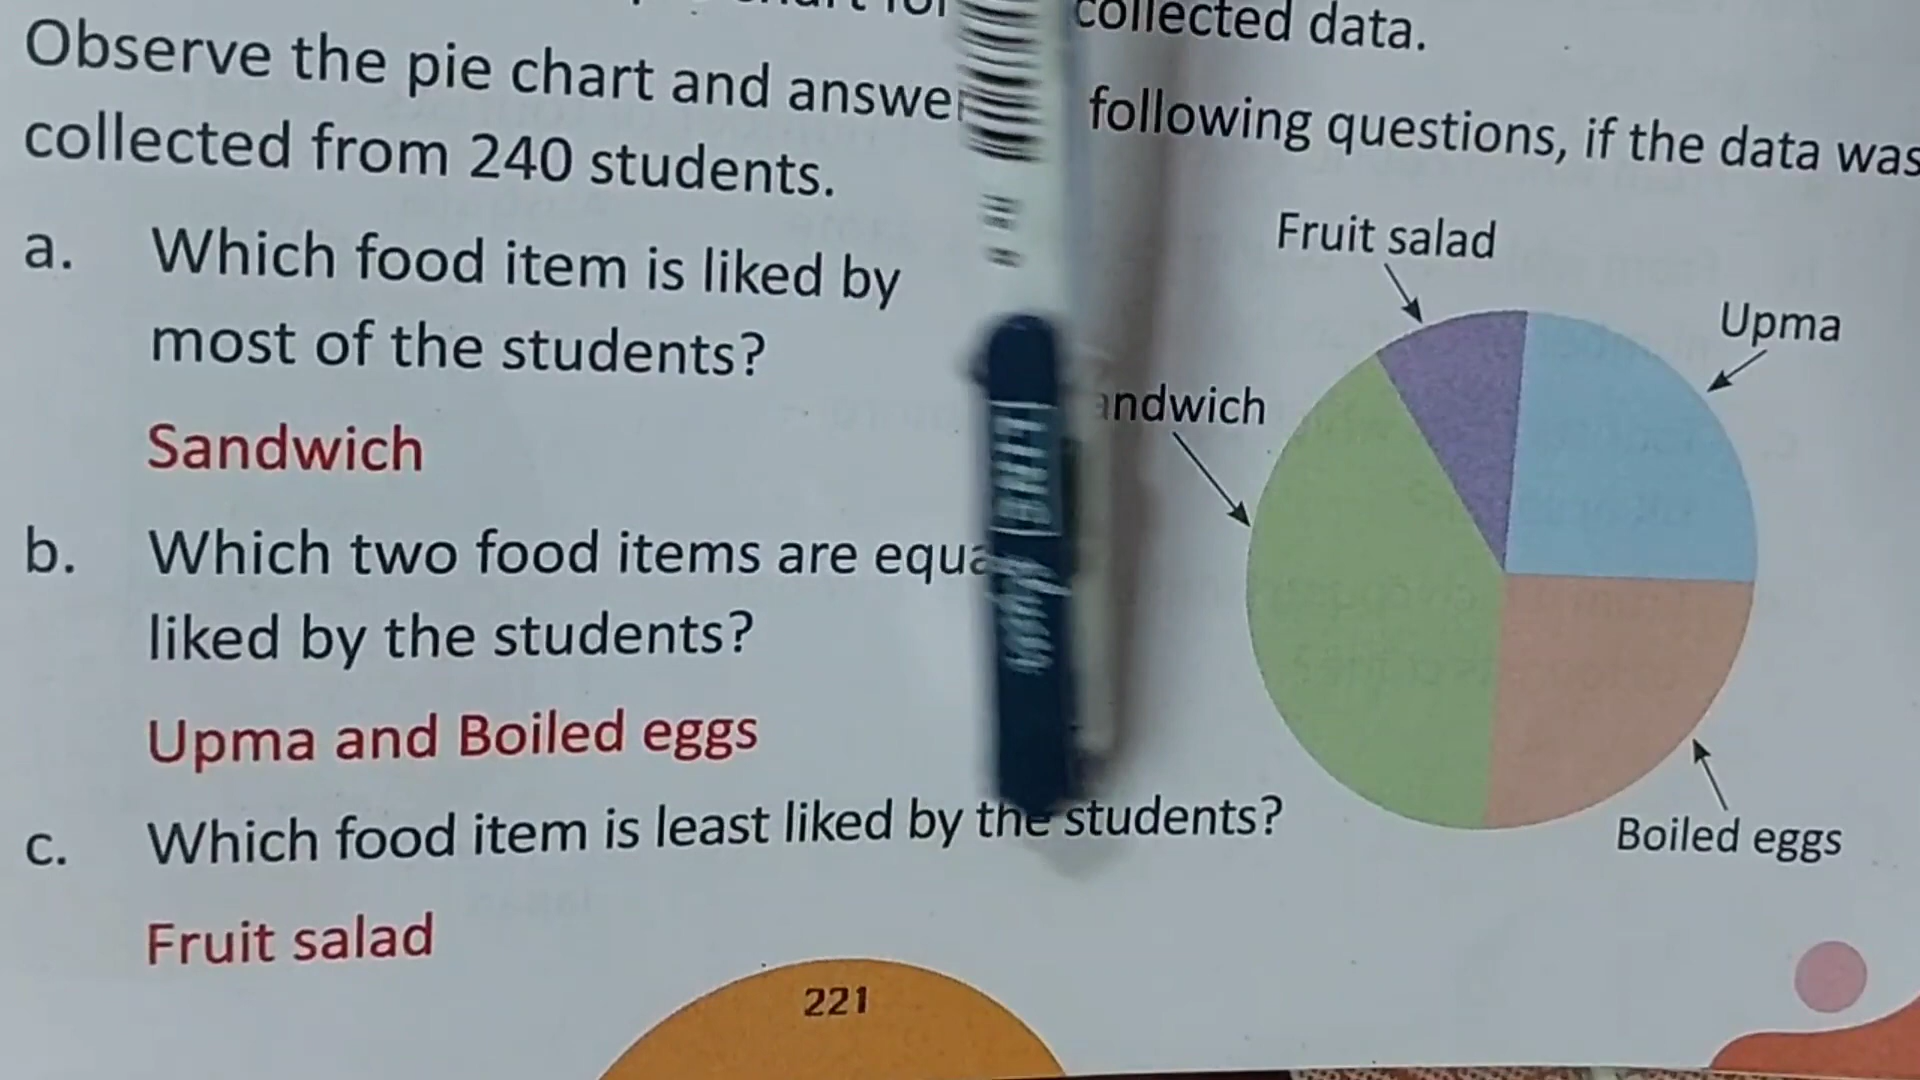 collected data.
Observe the pie chart and answe following questions, if the data was
collected from 240 students.
a. Which food item is liked by
most of the students?
Sandwich
b. Which two food items are equa
liked by the students?
Upma and Boiled eggs
c. Which food item is least liked by the students?
Fruit salad
Fruit salad
Upma
andwich
Boiled eggs
221